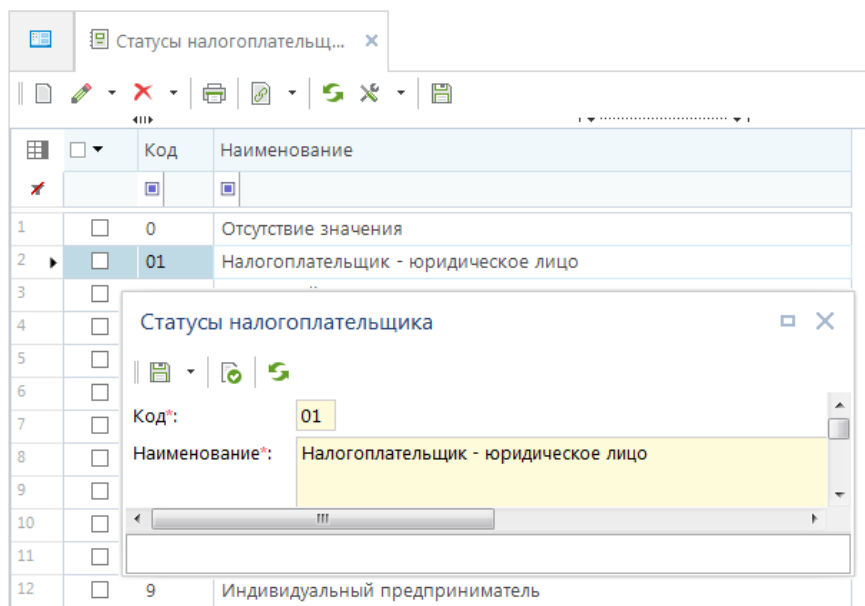 Статусы налогоплательщ...
Код Наименование
1 0 Отсутствие значения
2 01 Налогоплательщик - юридическое лицо
3
4
5
6
7
8
9
10
11
12 9 Индивидуальный предприниматель
Статусы налогоплательщика
Код*: 01
Наименование*: Налогоплательщик - юридическое лицо